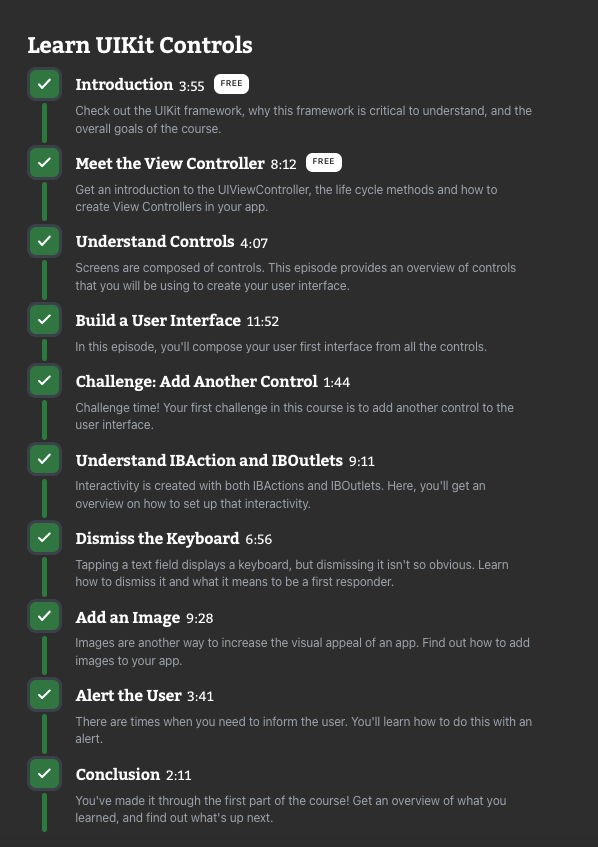 Learn UIKit Controls
Introduction 3:55 FREE
Check out the UIKit framework, why this framework is critical to understand, and the
overall goals of the course.
Meet the View Controller 8:12 FREE
Get an introduction to the UIViewController, the life cycle methods and how to
create View Controllers in your app.
Understand Controls 4:07
Screens are composed of controls. This episode provides an overview of controls
that you will be using to create your user interface.
Build a User Interface 11:52
In this episode, you'll compose your user first interface from all the controls.
Challenge: Add Another Control 1:44
Challenge time! Your first challenge in this course is to add another control to the
user interface.
Understand IBAction and IBOutlets 9:11
Interactivity is created with both IBActions and IBOutlets. Here, you'll get an
overview on how to set up that interactivity.
Dismiss the Keyboard 6:56
Tapping a text field displays a keyboard, but dismissing it isn't so obvious. Learn
how to dismiss it and what it means to be a first responder.
Add an Image 9:28
Images are another way to increase the visual appeal of an app. Find out how to add
images to your app.
Alert the User 3:41
There are times when you need to inform the user. You'll learn how to do this with an
alert.
Conclusion 2:11
You've made it through the first part of the course! Get an overview of what you
learned, and find out what's up next.